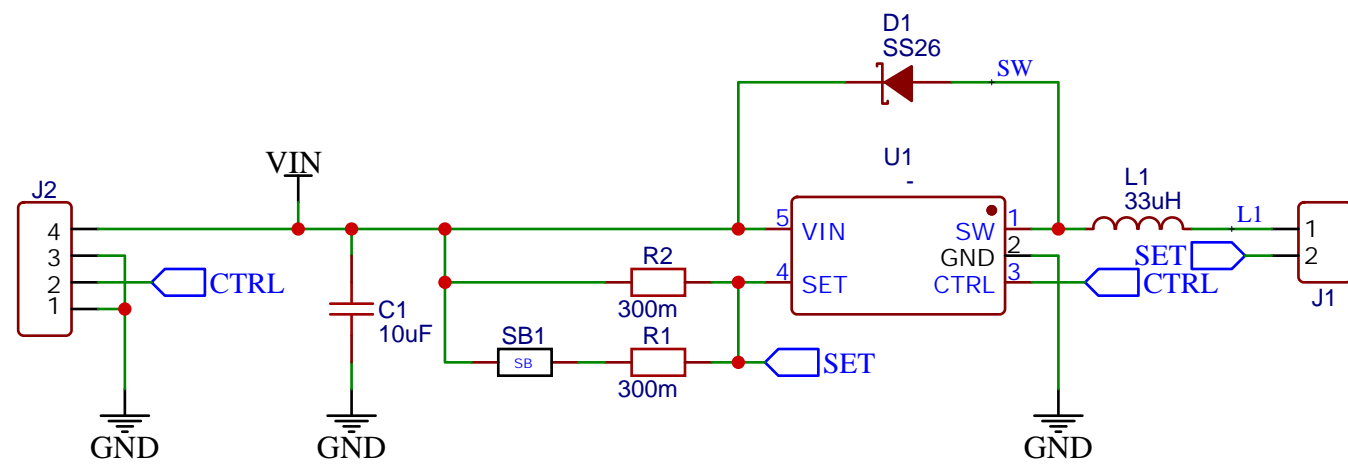 D1
SS26
SW
VIN
U1
-
J2
L1
33uH
L1
4
3
2
1
CTRL
5
VIN
SW
1
GND
2
4
SET
CTRL
3
CTRL
SET
1
2
J1
R2
300m
C1
10uF
SB1
SB
R1
300m
SET
GND
GND
GND